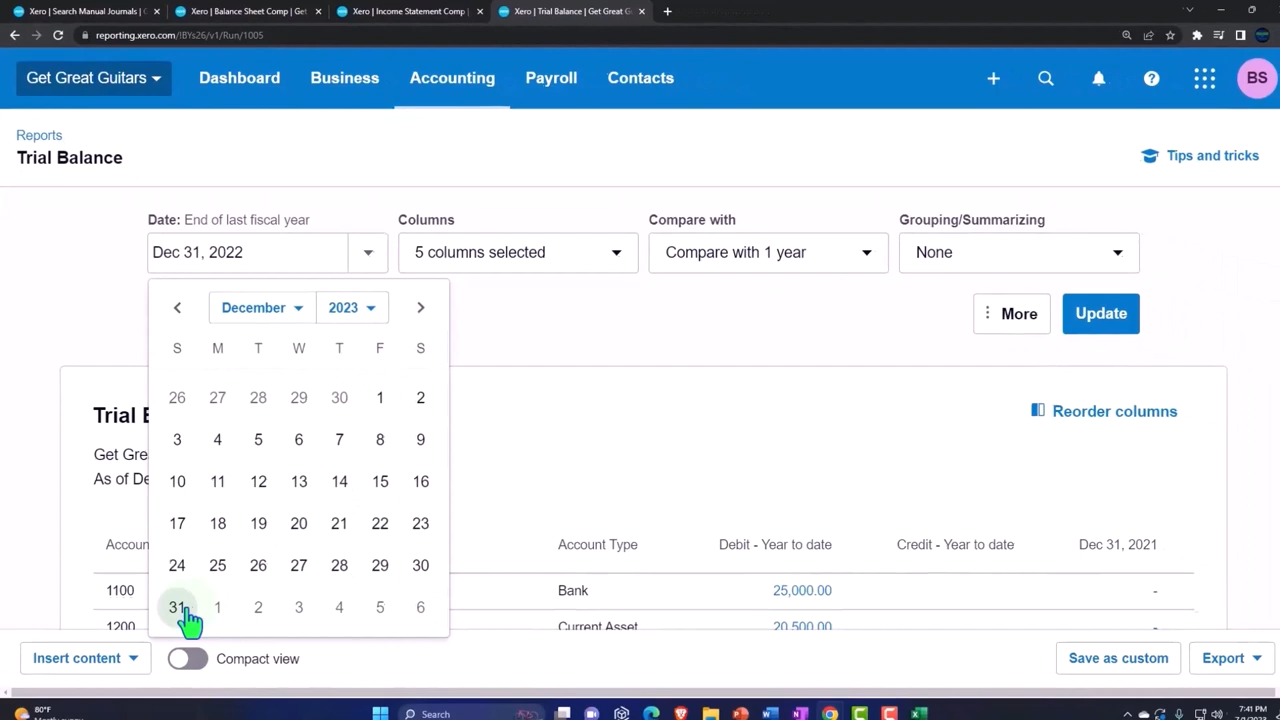 Xero | Search Manual Journals | G
Xero | Balance Sheet Comp | Get
Xero | Income Statement Comp |
Xero | Trial Balance | Get Great Gu
reporting.xero.com/!BYs26/v1/Run/1005
Get Great Guitars Dashboard Business Accounting Payroll Contacts BS
Reports
Trial Balance
Tips and tricks
Date: End of last fiscal year Columns Compare with Grouping/Summarizing
Dec 31, 2022 5 columns selected Compare with 1 year None
December 2023
More Update
S M T W T F S
26 27 28 29 30 1 2
3 4 5 6 7 8 9
10 11 12 13 14 15 16
17 18 19 20 21 22 23
24 25 26 27 28 29 30
31 1 2 3 4 5 6
Trial B
Reorder columns
Get Gre
As of De
Accoun Account Type Debit - Year to date Credit - Year to date Dec 31, 2021
1100 Bank 25,000.00 -
1200 Current Asset 20,500.00 -
Insert content Compact view Save as custom Export
80°F
Mostly sunny
Search
7:41 PM